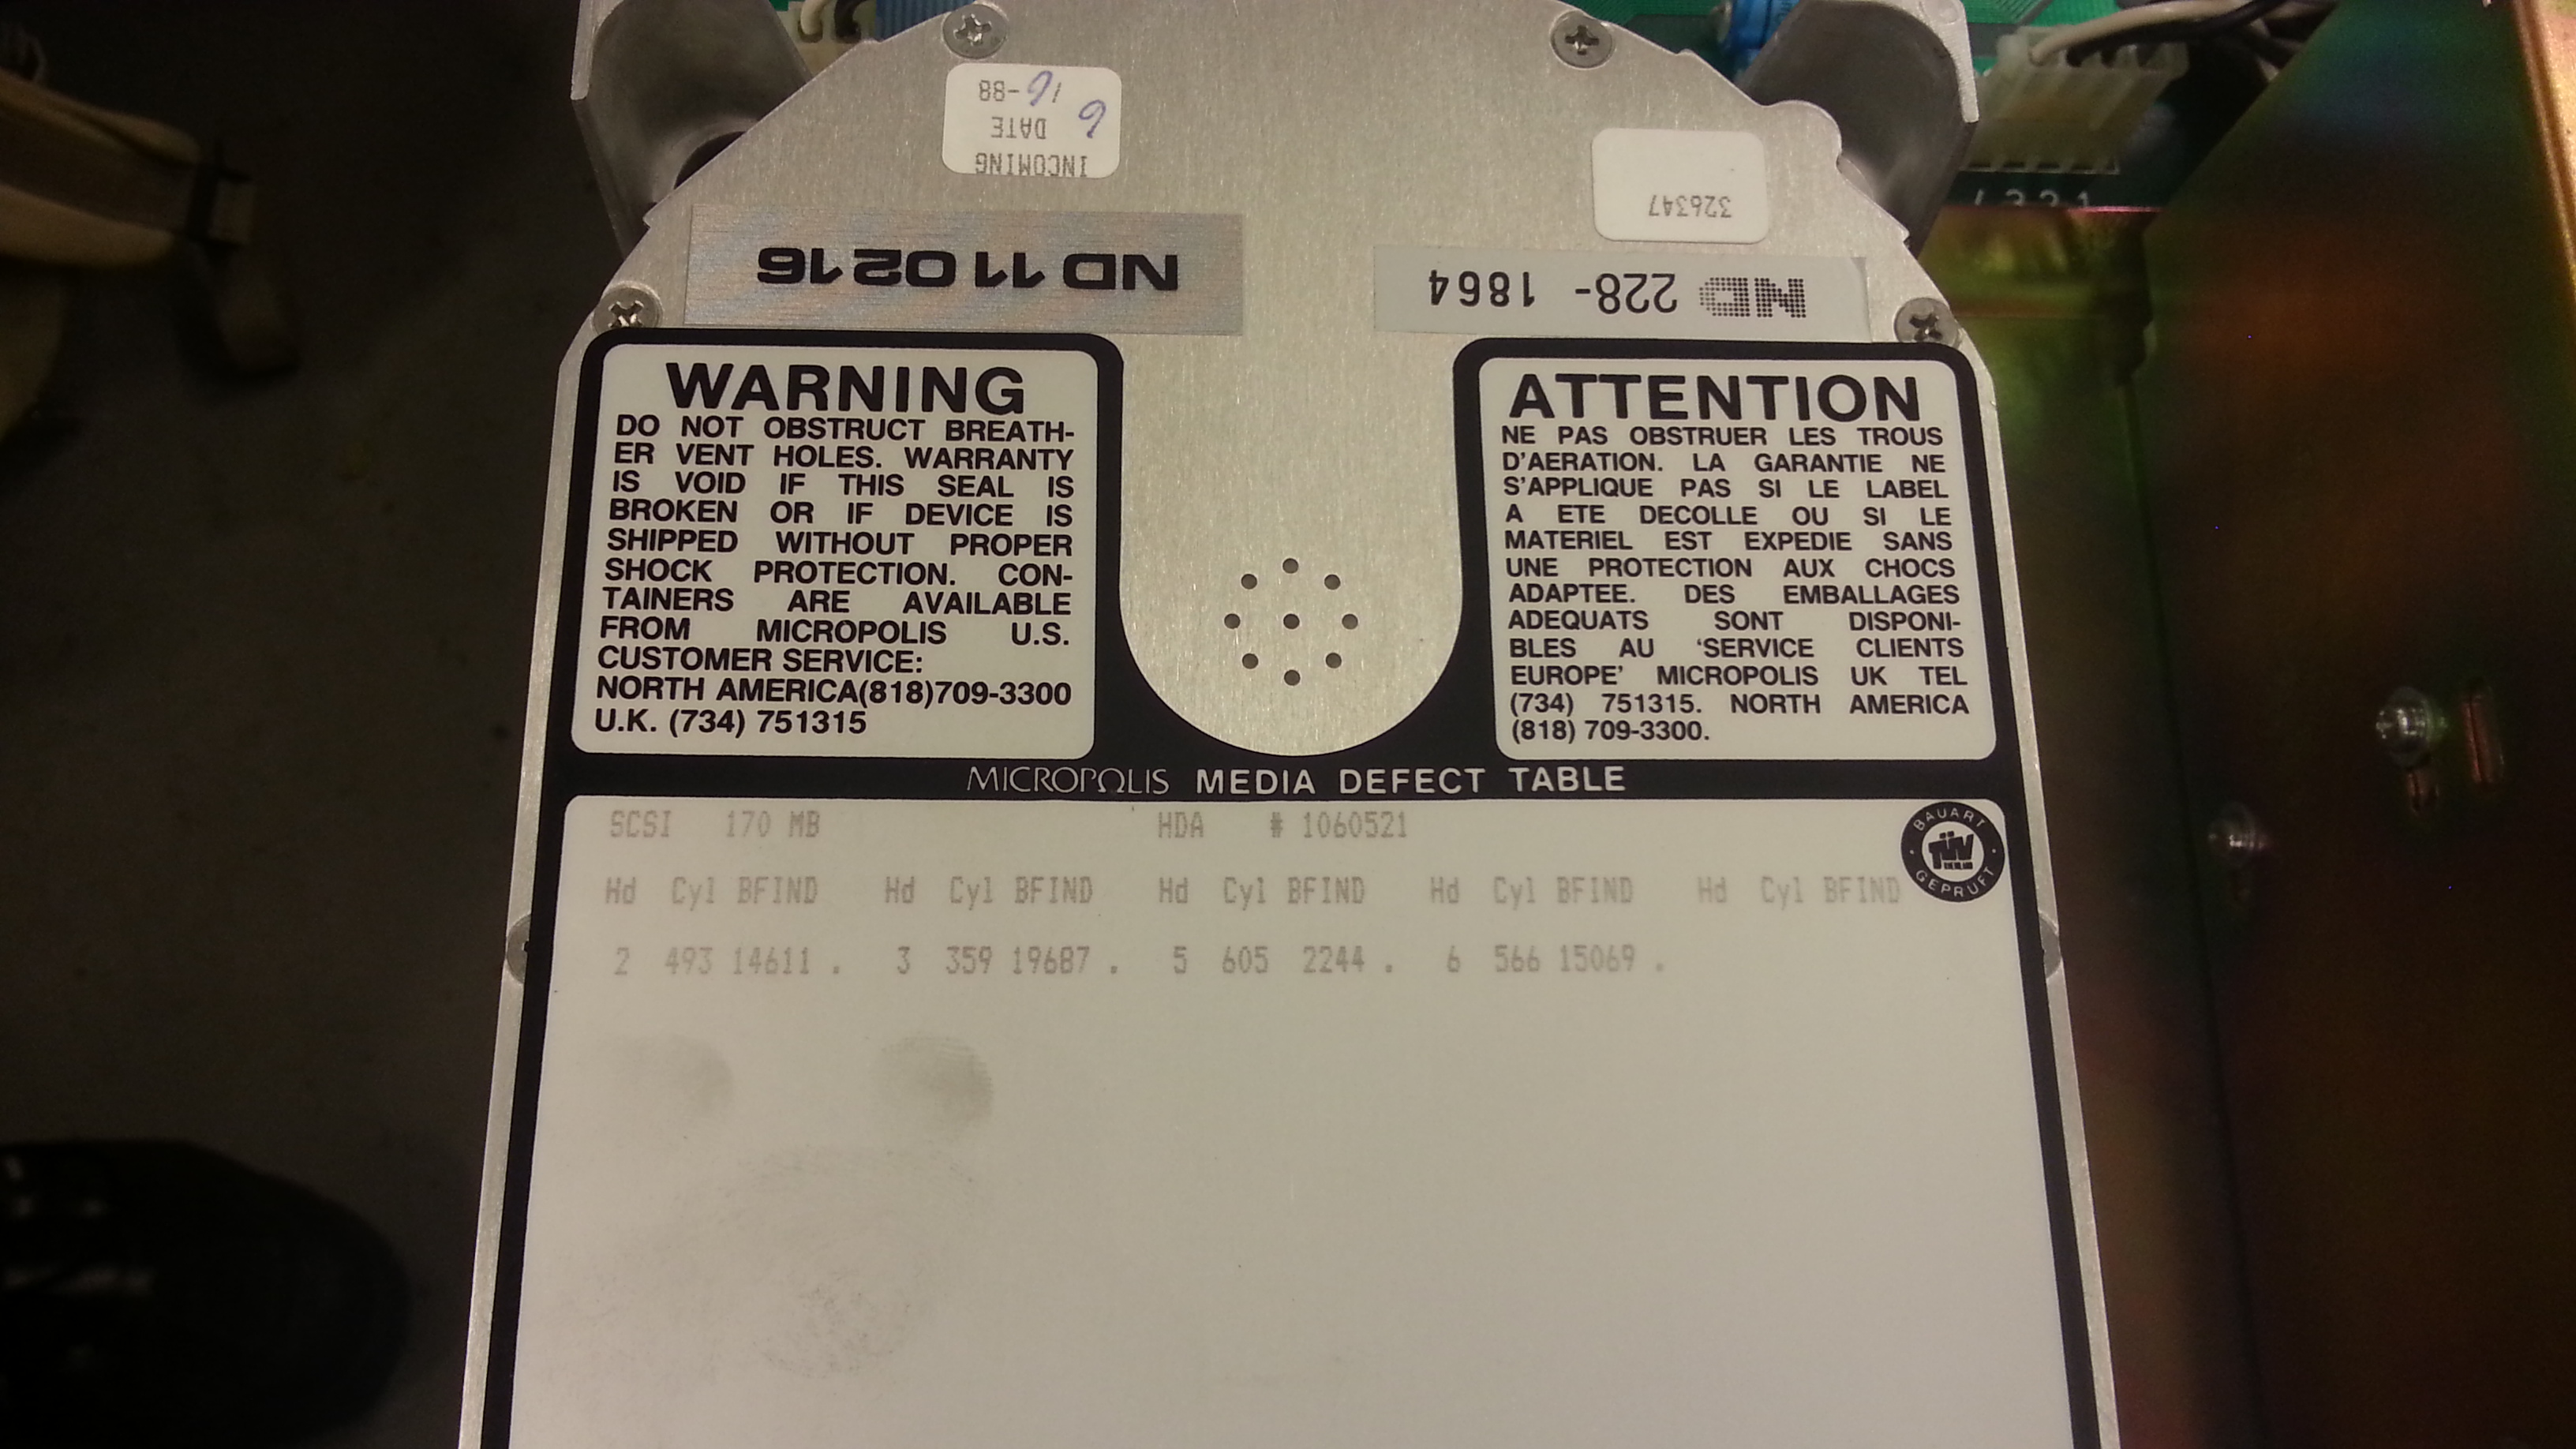 INCOMING
DATE
6/6-88
326347
ND 110216
ND 228-1864
WARNING
DO NOT OBSTRUCT BREATH-
ER VENT HOLES. WARRANTY
IS VOID IF THIS SEAL IS
BROKEN OR IF DEVICE IS
SHIPPED WITHOUT PROPER
SHOCK PROTECTION. CON-
TAINERS ARE AVAILABLE
FROM MICROPOLIS U.S.
CUSTOMER SERVICE:
NORTH AMERICA(818)709-3300
U.K. (734) 751315
ATTENTION
NE PAS OBSTRUER LES TROUS
D'AERATION. LA GARANTIE NE
S'APPLIQUE PAS SI LE LABEL
A ETE DECOLLE OU SI LE
MATERIEL EST EXPEDIE SANS
UNE PROTECTION AUX CHOCS
ADAPTEE. DES EMBALLAGES
ADEQUATS SONT DISPONI-
BLES AU 'SERVICE CLIENTS
EUROPE' MICROPOLIS UK TEL
(734) 751315. NORTH AMERICA
(818) 709-3300.
MICROPOLIS MEDIA DEFECT TABLE
SCSI 170 MB HDA # 1060521
BAUART
TÜV
GEPRÜFT
Hd Cyl BFIND Hd Cyl BFIND Hd Cyl BFIND Hd Cyl BFIND Hd Cyl BFIND
2 493 14611 . 3 359 19687 . 5 605 2244 . 6 566 15069 .